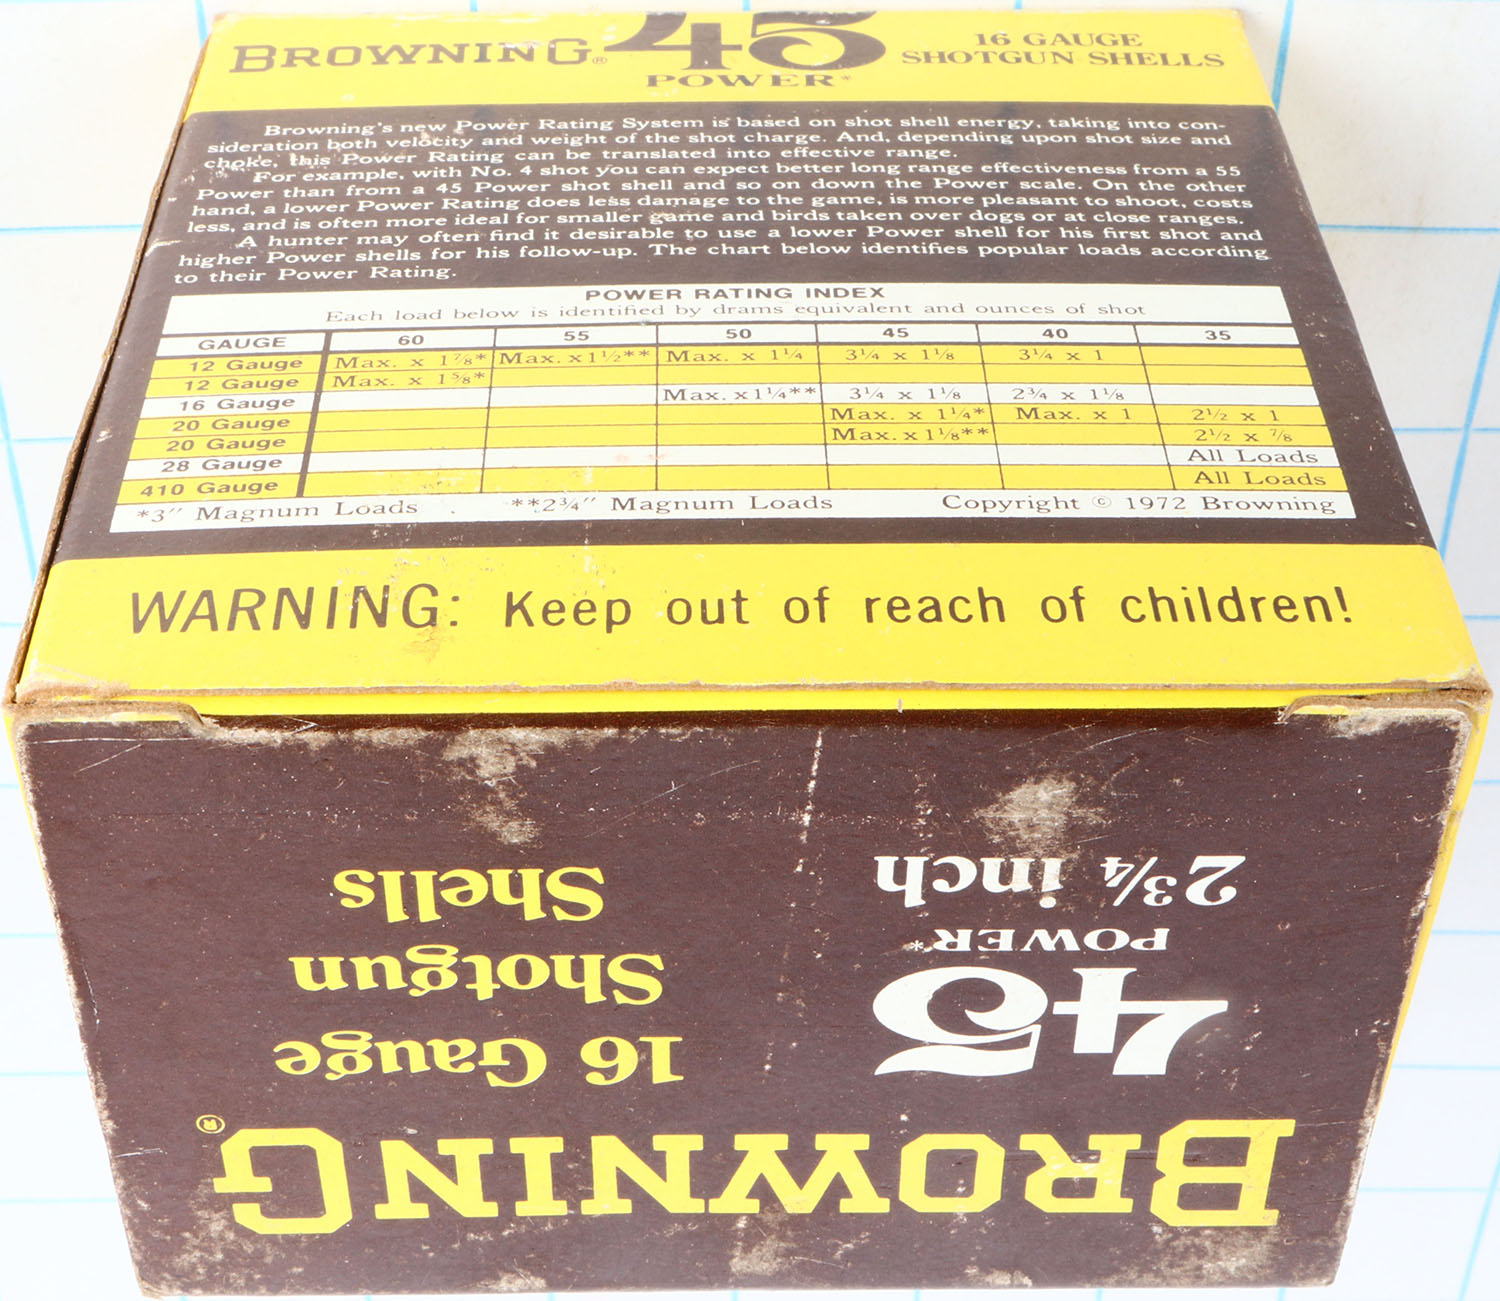 BROWNING® 45 16 GAUGE
POWER* SHOTGUN SHELLS
Browning's new Power Rating System is based on shot shell energy, taking into con-
sideration both velocity and weight of the shot charge. And, depending upon shot size and
choke, this Power Rating can be translated into effective range.
For example, with No. 4 shot you can expect better long range effectiveness from a 55
Power than from a 45 Power shot shell and so on down the Power scale. On the other
hand, a lower Power Rating does less damage to the game, is more pleasant to shoot, costs
less, and is often more ideal for smaller game and birds taken over dogs or at close ranges.
A hunter may often find it desirable to use a lower Power shell for his first shot and
higher Power shells for his follow-up. The chart below identifies popular loads according
to their Power Rating.
POWER RATING INDEX
Each load below is identified by drams equivalent and ounces of shot
GAUGE 60 55 50 45 40 35
12 Gauge Max. x 1⅞* Max. x 1½** Max. x 1¼ 3¼ x 1⅛ 3¼ x 1
12 Gauge Max. x 1⅝*
16 Gauge Max. x 1¼** 3¼ x 1⅛ 2¾ x 1⅛
20 Gauge Max. x 1¼* Max. x 1 2½ x 1
20 Gauge Max. x 1⅛** 2½ x ⅞
28 Gauge All Loads
410 Gauge All Loads
*3" Magnum Loads **2¾" Magnum Loads Copyright © 1972 Browning
WARNING: Keep out of reach of children!
BROWNING®
45
POWER*
2¾ inch
16 Gauge
Shotgun
Shells